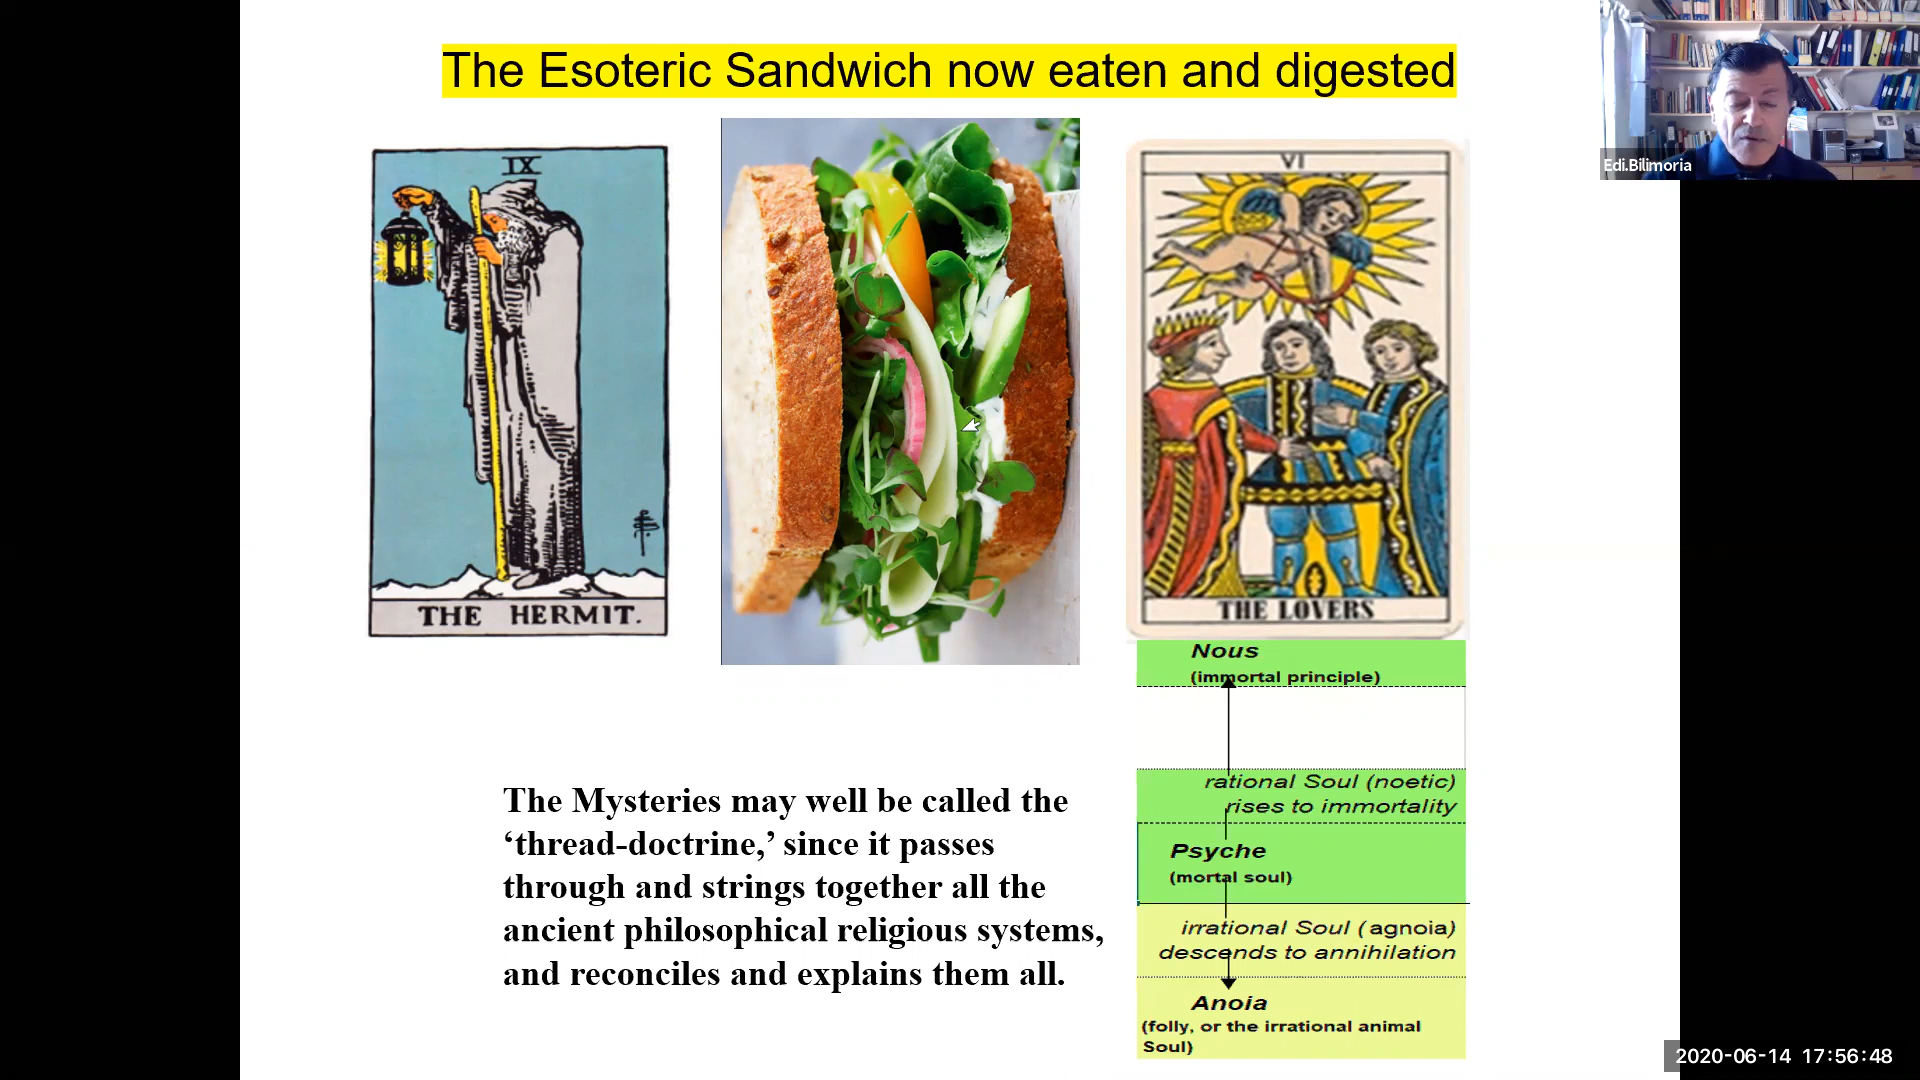 The Esoteric Sandwich now eaten and digested
Edi.Bilimoria
IX
THE HERMIT.
VI
THE LOVERS
Nous
(immortal principle)
rational Soul (noetic)
rises to immortality
Psyche
(mortal soul)
irrational Soul (agnoia)
descends to annihilation
Anoia
(folly, or the irrational animal
Soul)
The Mysteries may well be called the
‘thread-doctrine,’ since it passes
through and strings together all the
ancient philosophical religious systems,
and reconciles and explains them all.
2020-06-14 17:56:48